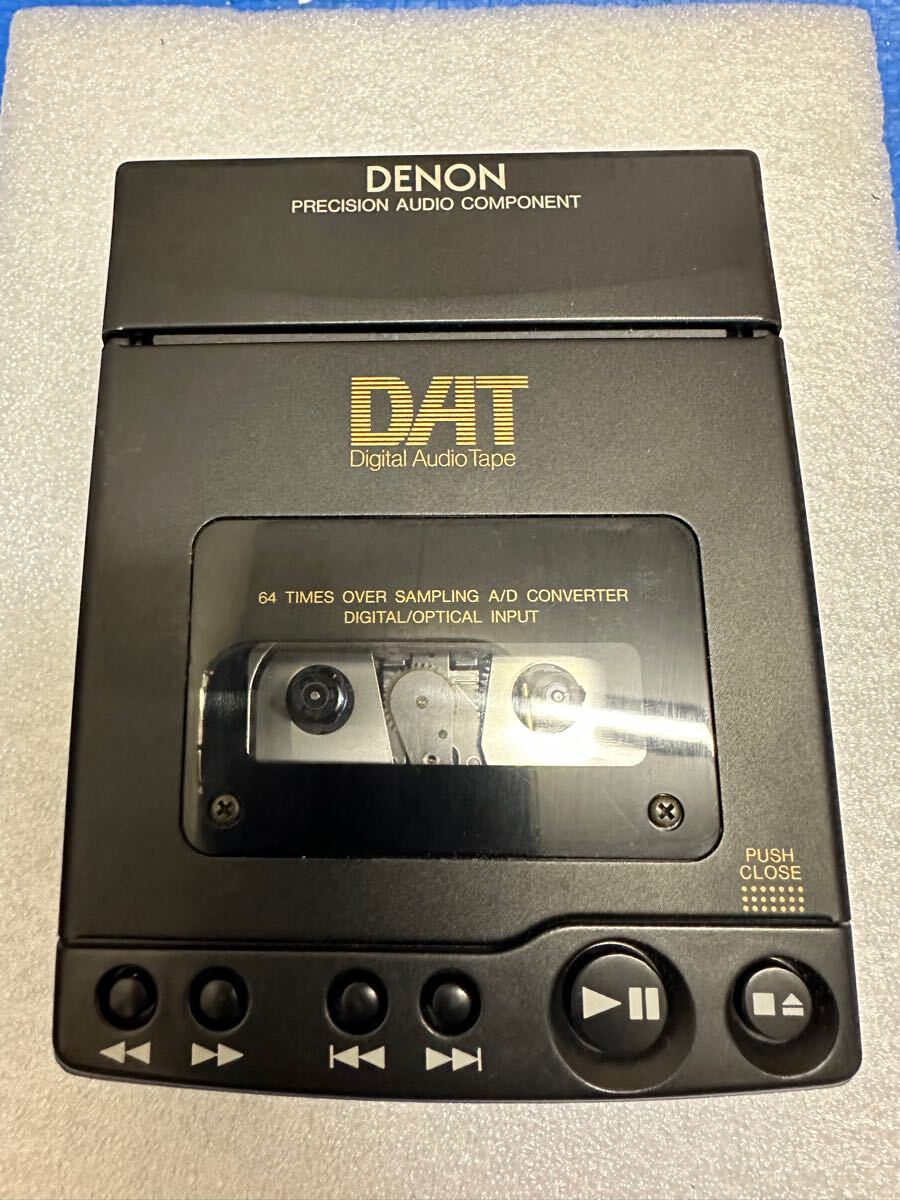 DENON
PRECISION AUDIO COMPONENT
DAT
Digital Audio Tape
64 TIMES OVER SAMPLING A/D CONVERTER
DIGITAL/OPTICAL INPUT
PUSH
CLOSE